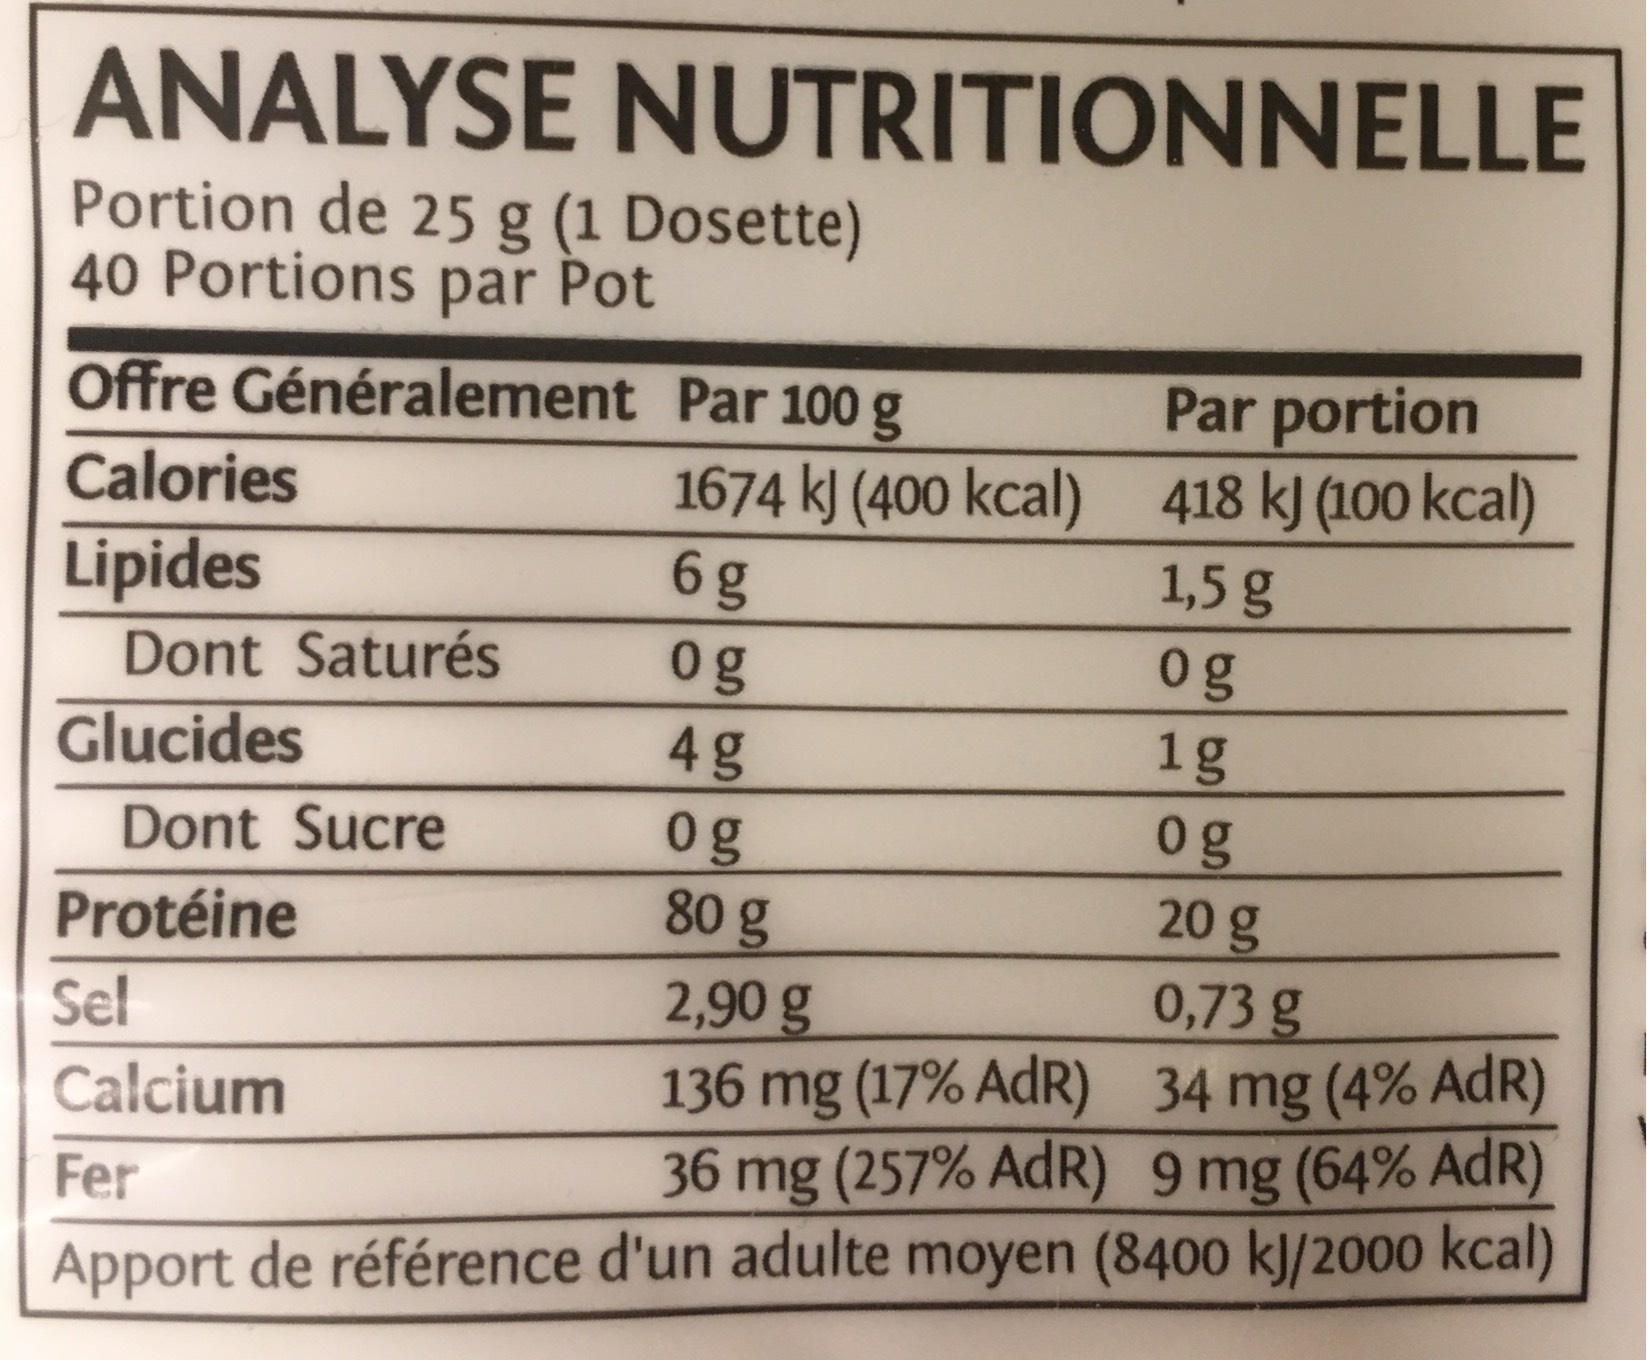 ANALYSE NUTRITIONNELLE
Portion de 25 g (1 Dosette)
40 Portions par Pot
Offre Généralement Par 100 g Par portion
Calories 1674 kJ (400 kcal) 418 kJ (100 kcal)
Lipides 6 g 1,5 g
Dont Saturés 0 g 0 g
Glucides 4 g 1 g
Dont Sucre 0 g 0 g
Protéine 80 g 20 g
Sel 2,90 g 0,73 g
Calcium 136 mg (17% AdR) 34 mg (4% AdR)
Fer 36 mg (257% AdR) 9 mg (64% AdR)
Apport de référence d'un adulte moyen (8400 kJ/2000 kcal)